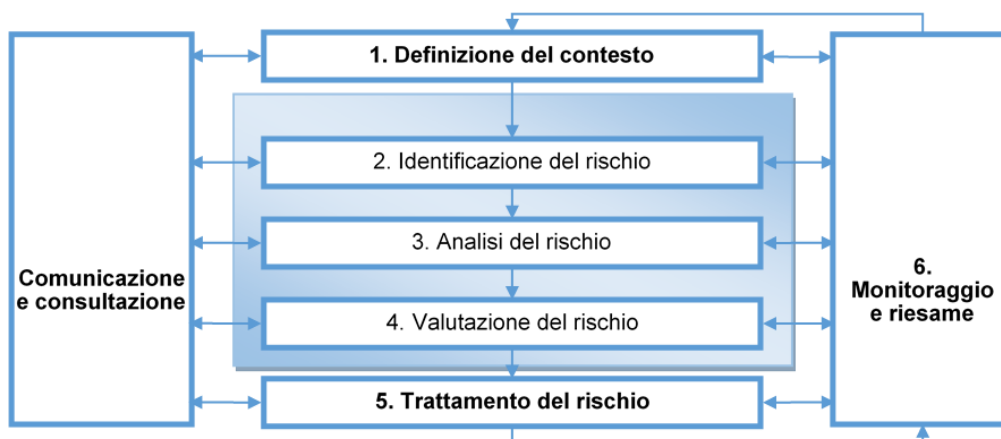 1. Definizione del contesto
2. Identificazione del rischio
3. Analisi del rischio
4. Valutazione del rischio
5. Trattamento del rischio
Comunicazione
e consultazione
6.
Monitoraggio
e riesame